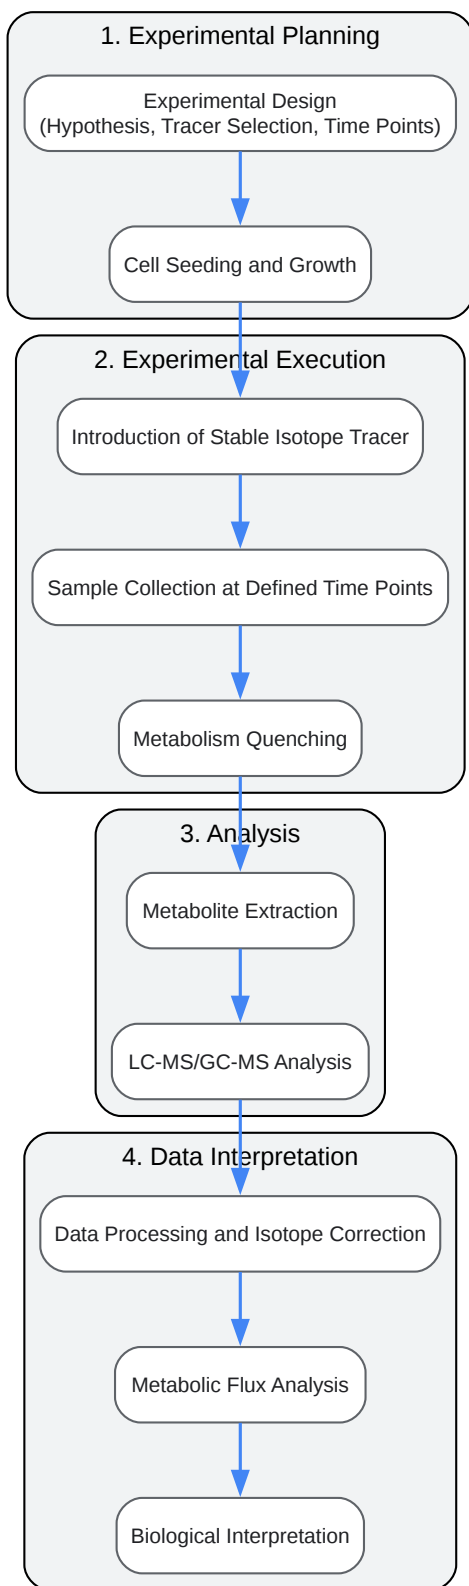 1. Experimental Planning
Experimental Design
(Hypothesis, Tracer Selection, Time Points)
Cell Seeding and Growth
2. Experimental Execution
Introduction of Stable Isotope Tracer
Sample Collection at Defined Time Points
Metabolism Quenching
3. Analysis
Metabolite Extraction
LC-MS/GC-MS Analysis
4. Data Interpretation
Data Processing and Isotope Correction
Metabolic Flux Analysis
Biological Interpretation